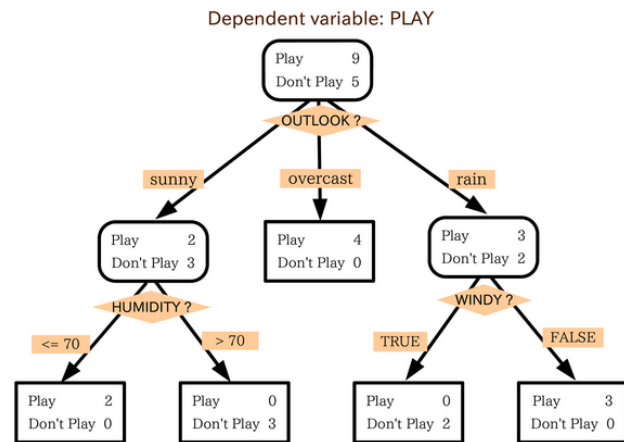 Dependent variable: PLAY
Play 9
Don't Play 5
OUTLOOK ?
sunny
overcast
rain
Play 2
Don't Play 3
Play 4
Don't Play 0
Play 3
Don't Play 2
HUMIDITY ?
WINDY ?
<= 70
> 70
TRUE
FALSE
Play 2
Don't Play 0
Play 0
Don't Play 3
Play 0
Don't Play 2
Play 3
Don't Play 0